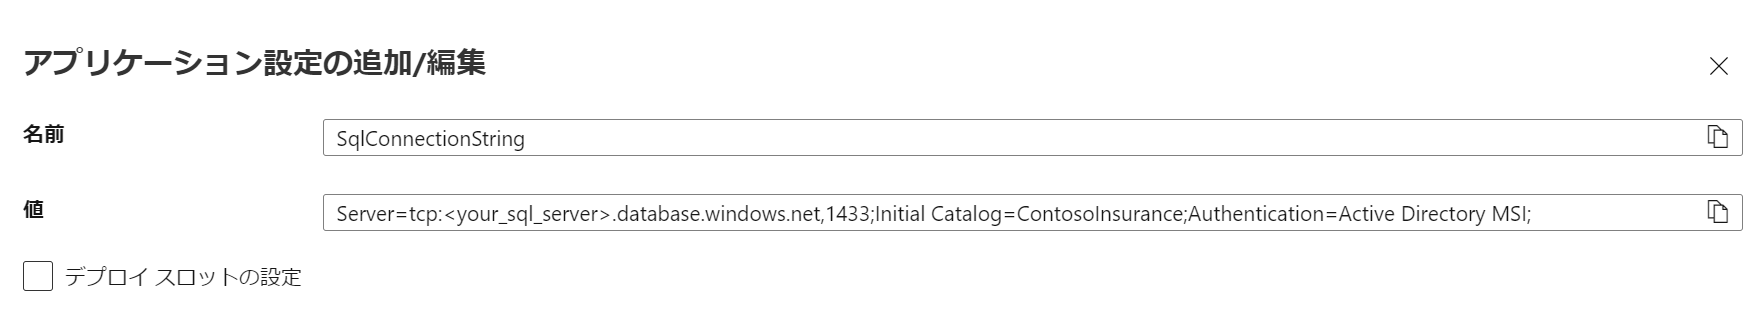 アプリケーション設定の追加/編集
名前
SqlConnectionString
値
Server=tcp:<your_sql_server>.database.windows.net,1433;Initial Catalog=ContosoInsurance;Authentication=Active Directory MSI;
デプロイ スロットの設定